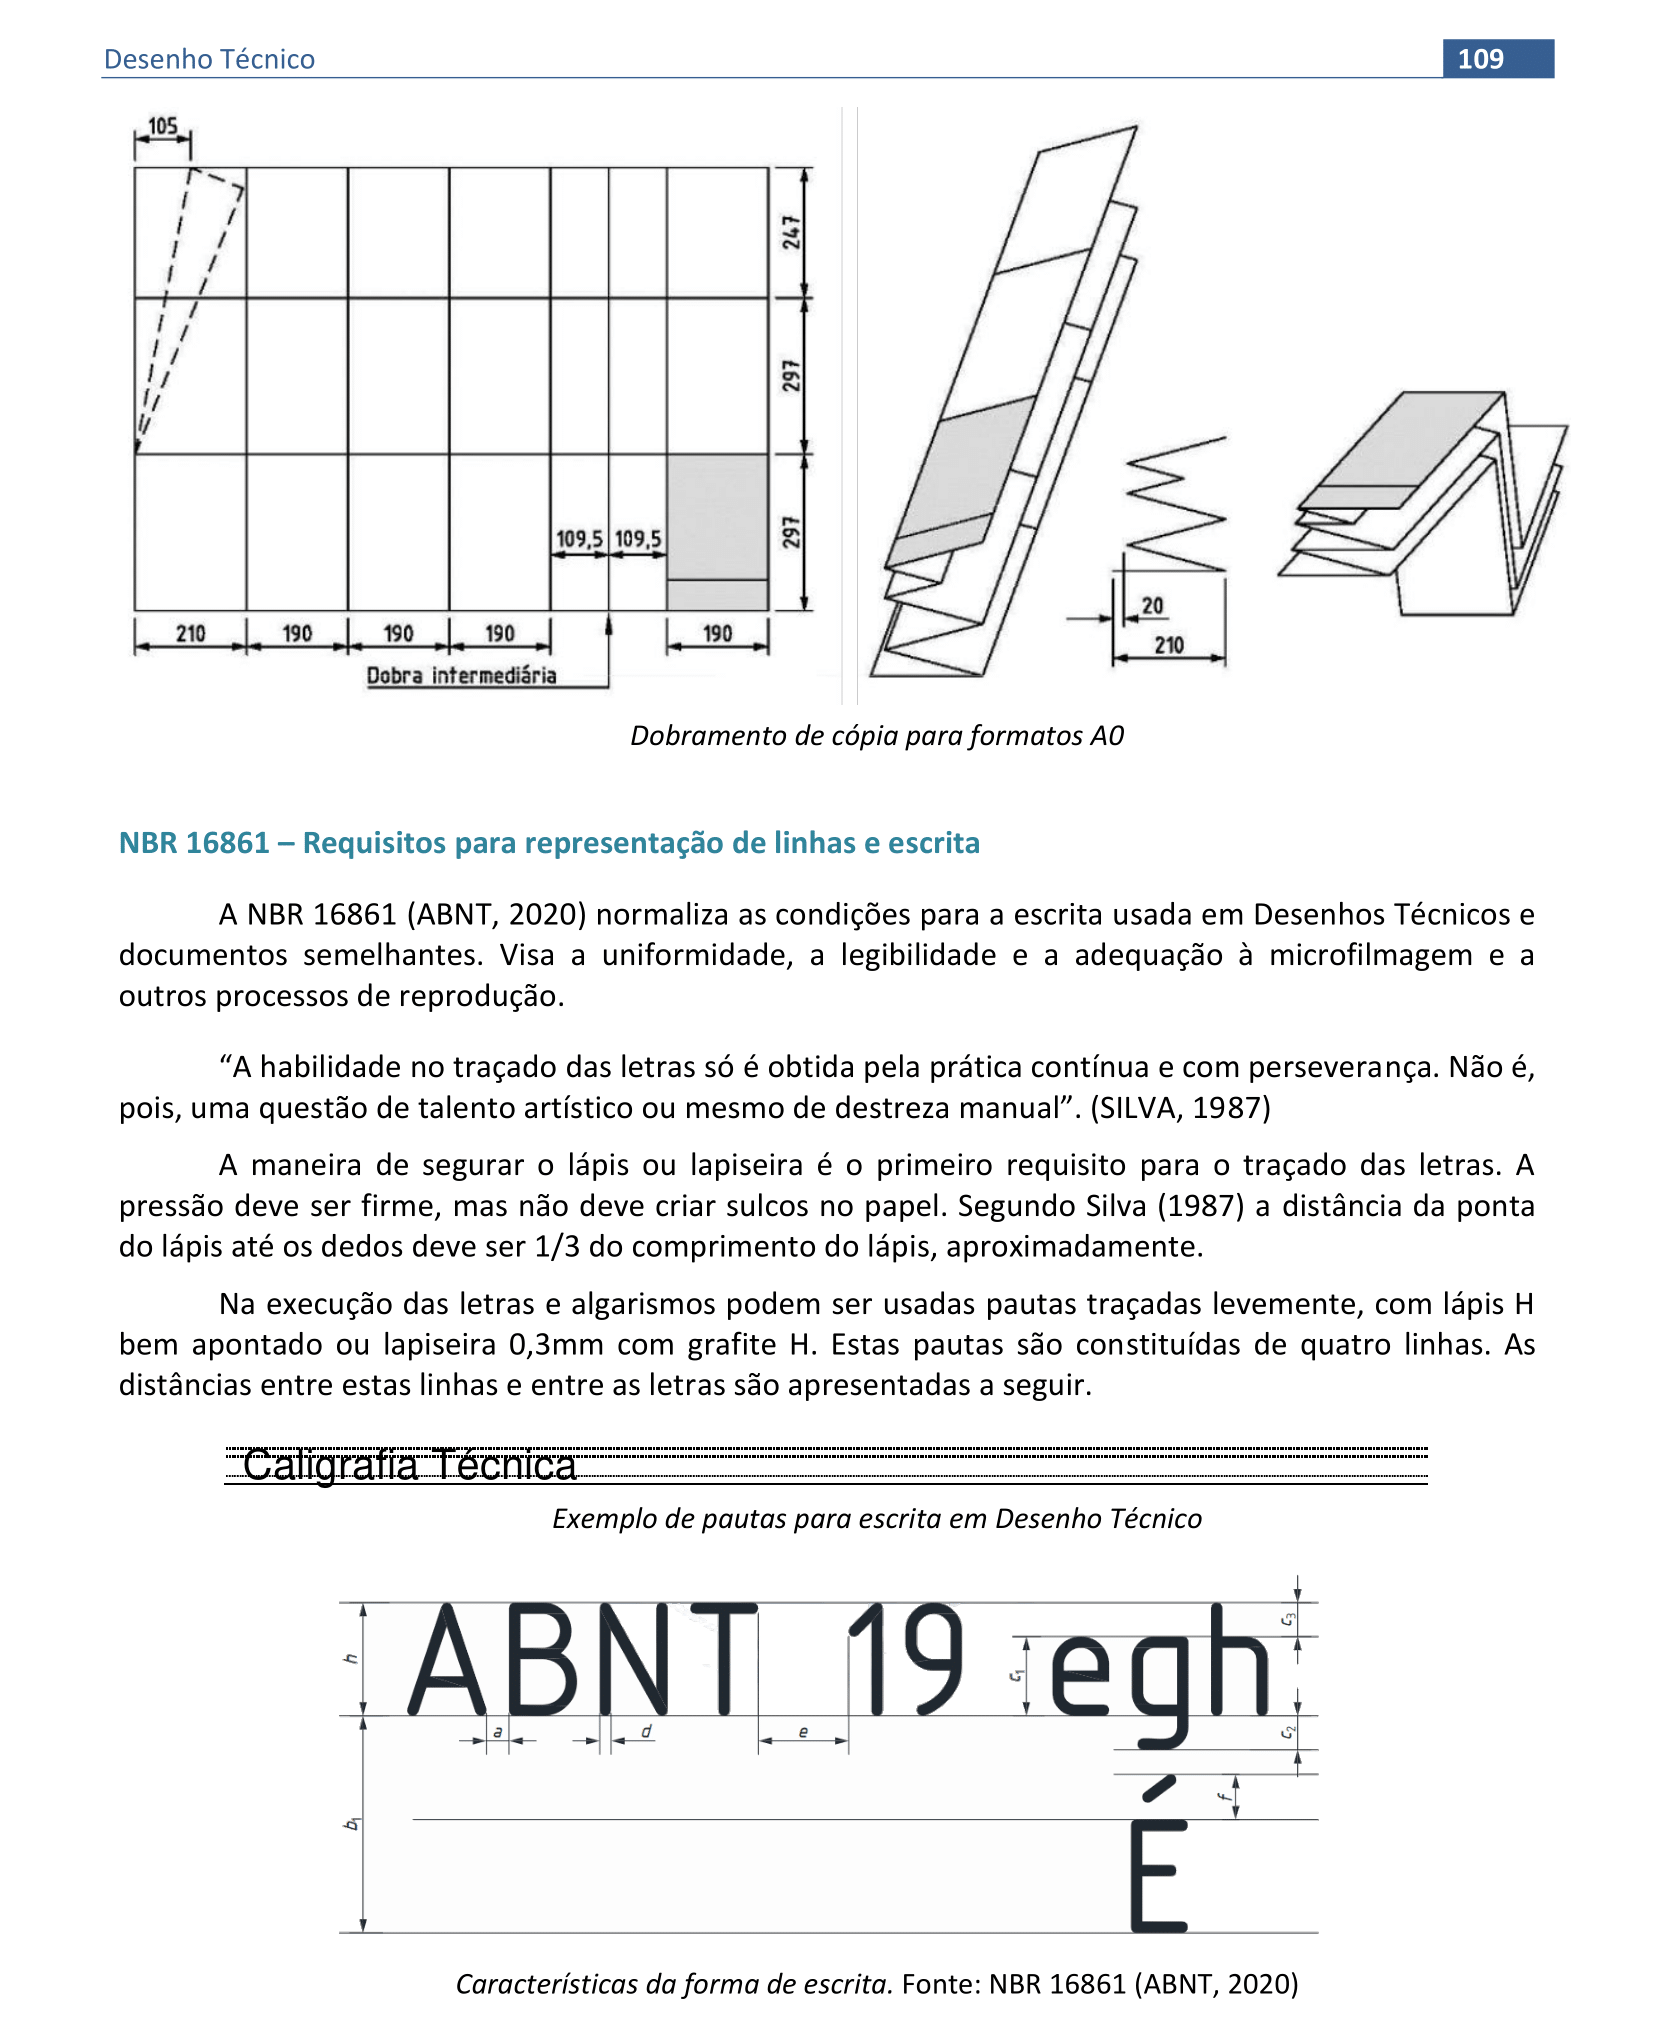 Desenho Técnico 109
105
247
297
297
109,5 109,5
210 190 190 190 190
Dobra intermediária
20
210
Dobramento de cópia para formatos A0
NBR 16861 – Requisitos para representação de linhas e escrita
A NBR 16861 (ABNT, 2020) normaliza as condições para a escrita usada em Desenhos Técnicos e
documentos semelhantes. Visa a uniformidade, a legibilidade e a adequação à microfilmagem e a
outros processos de reprodução.
“A habilidade no traçado das letras só é obtida pela prática contínua e com perseverança. Não é,
pois, uma questão de talento artístico ou mesmo de destreza manual”. (SILVA, 1987)
A maneira de segurar o lápis ou lapiseira é o primeiro requisito para o traçado das letras. A
pressão deve ser firme, mas não deve criar sulcos no papel. Segundo Silva (1987) a distância da ponta
do lápis até os dedos deve ser 1/3 do comprimento do lápis, aproximadamente.
Na execução das letras e algarismos podem ser usadas pautas traçadas levemente, com lápis H
bem apontado ou lapiseira 0,3mm com grafite H. Estas pautas são constituídas de quatro linhas. As
distâncias entre estas linhas e entre as letras são apresentadas a seguir.
Caligrafia Técnica
Exemplo de pautas para escrita em Desenho Técnico
h ABNT 19 c₁ egh c₃
a d e c₂
b₁ f
É
Características da forma de escrita. Fonte: NBR 16861 (ABNT, 2020)